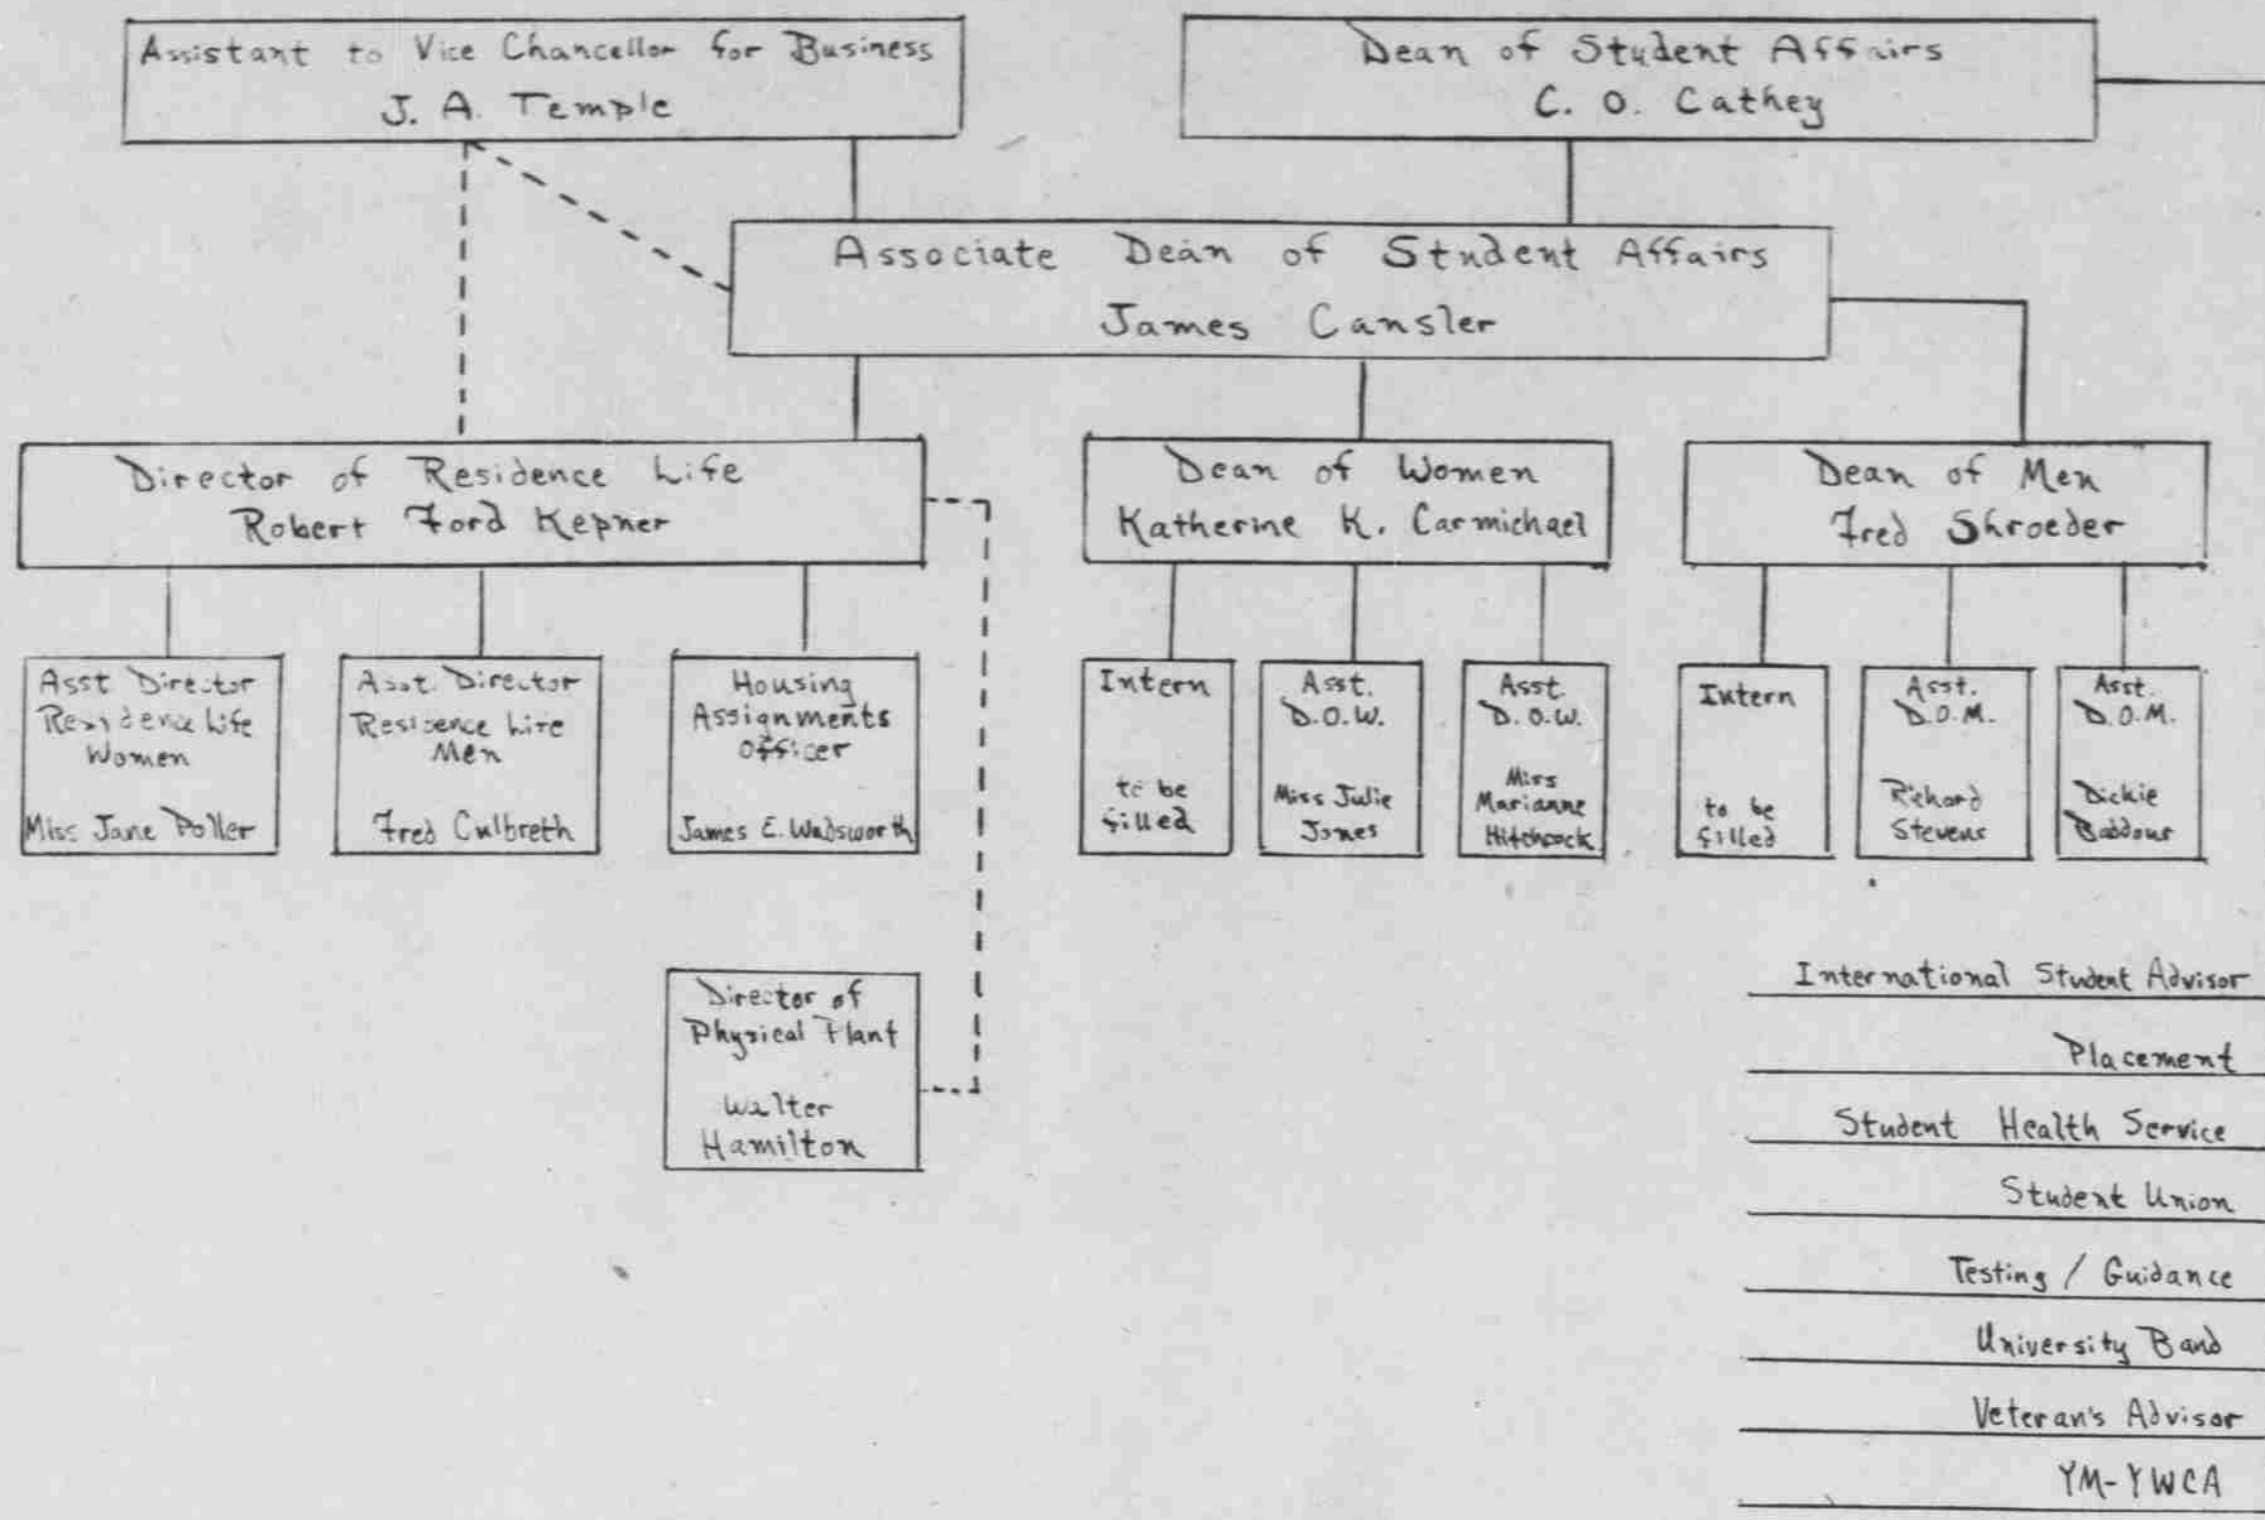 Assistant to Vice Chancellor for Business
J. A. Temple
Dean of Student Affairs
C. O. Cathey
Associate Dean of Student Affairs
James Cansler
Director of Residence Life
Robert Ford Kepner
Dean of Women
Katherine K. Carmichael
Dean of Men
Fred Shroeder
Asst Director
Residence Life
Women
Miss Jane Poller
Asst. Director
Residence Life
Men
Fred Culbreth
Housing
Assignments
Officer
James E. Wadsworth
Intern
to be
filled
Asst.
D.O.W.
Miss Julie
Jones
Asst.
D.O.W.
Miss
Marianne
Hitchcock
Intern
to be
filled
Asst.
D.O.M.
Richard
Stevens
Asst.
D.O.M.
Dickie
Baddour
Director of
Physical Plant
Walter
Hamilton
International Student Advisor
Placement
Student Health Service
Student Union
Testing / Guidance
University Band
Veteran's Advisor
YM-YWCA